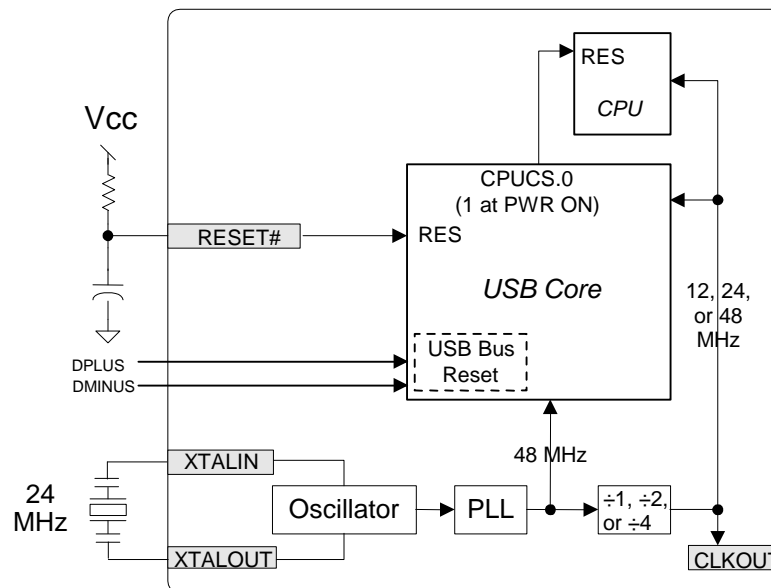 RES
CPU
Vcc
CPUCS.0
(1 at PWR ON)
RESET#
RES
USB Core
12, 24,
or 48
MHz
USB Bus
Reset
DPLUS
DMINUS
XTALIN
48 MHz
24
MHz
Oscillator
PLL
÷1, ÷2,
or ÷4
XTALOUT
CLKOUT